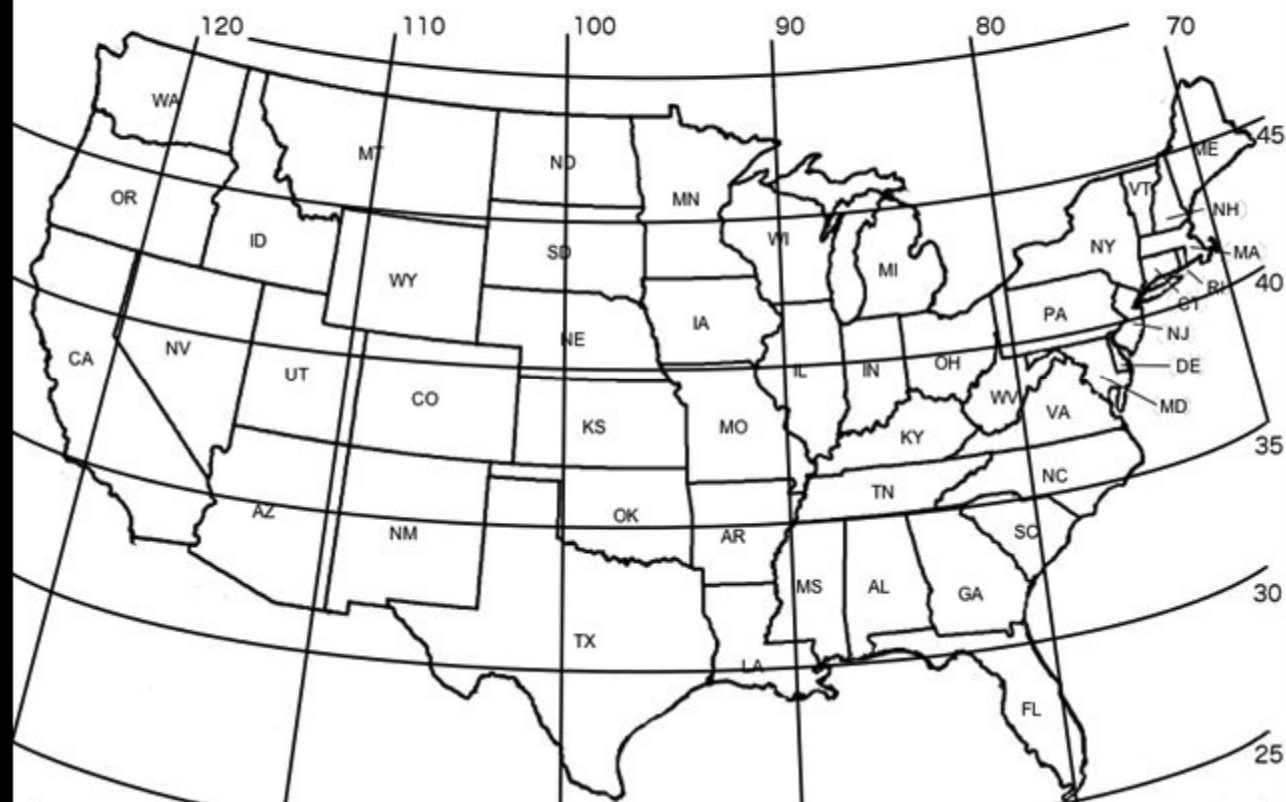 120 110 100 90 80 70
WA
45
ME
MT
ND
VT
OR
MN
NH
ID
WI
NY
SD
MA
MI
WY
40
RI
CT
PA
IA
NJ
NE
NV
CA
OH
DE
UT
IL
IN
WV
CO
MD
VA
KS
MO
KY
35
NC
TN
AZ
OK
SC
NM
AR
MS
AL
GA
30
TX
LA
FL
25